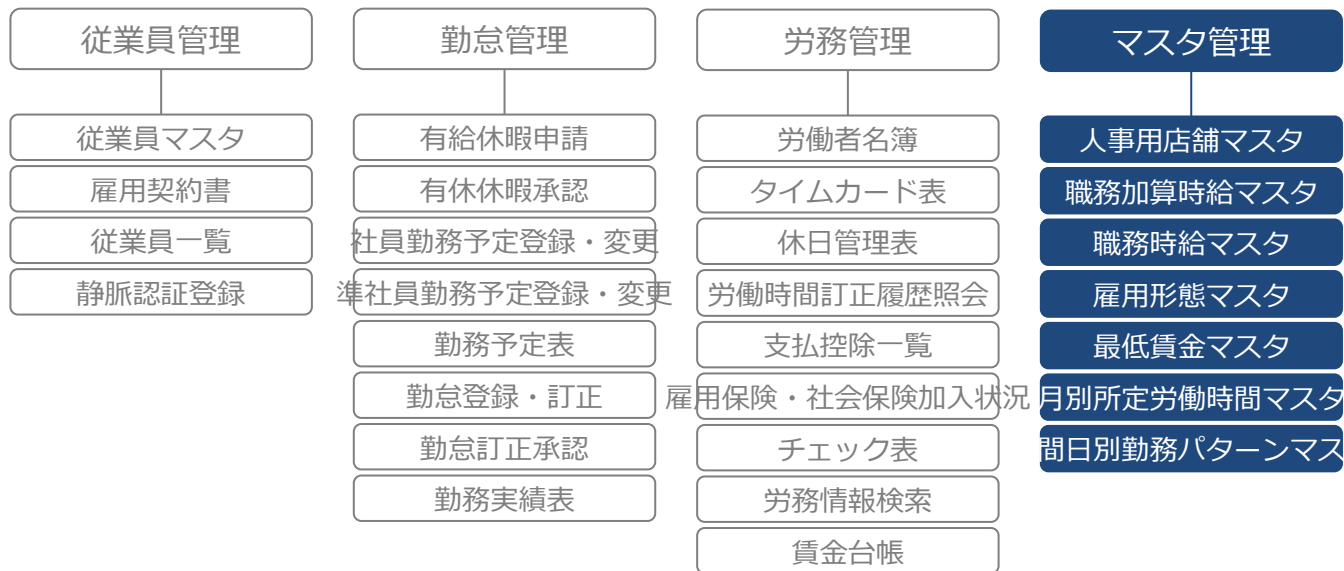 従業員管理
従業員マスタ
雇用契約書
従業員一覧
静脈認証登録
勤怠管理
有給休暇申請
有休休暇承認
社員勤務予定登録・変更
準社員勤務予定登録・変更
勤務予定表
勤怠登録・訂正
勤怠訂正承認
勤務実績表
労務管理
労働者名簿
タイムカード表
休日管理表
労働時間訂正履歴照会
支払控除一覧
雇用保険・社会保険加入状況
チェック表
労務情報検索
賃金台帳
マスタ管理
人事用店舗マスタ
職務加算時給マスタ
職務時給マスタ
雇用形態マスタ
最低賃金マスタ
月別所定労働時間マスタ
間日別勤務パターンマス